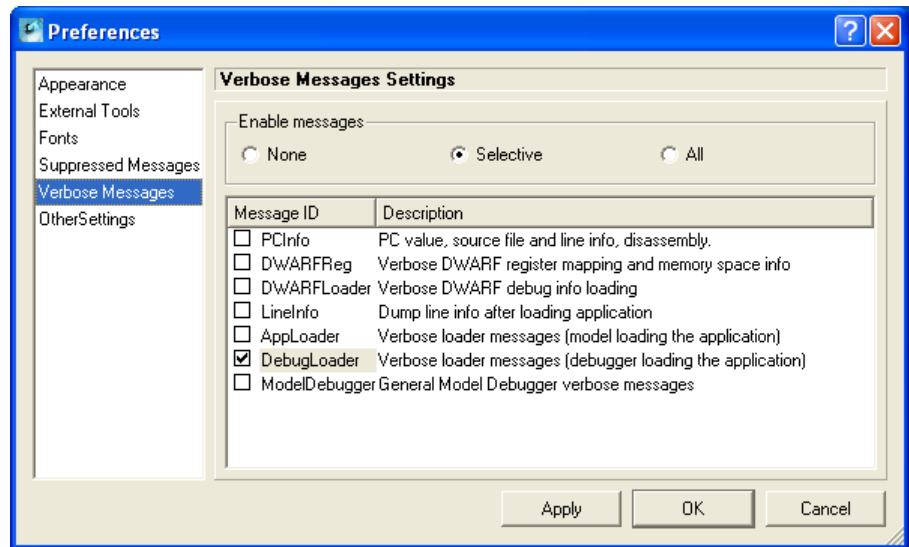 Preferences
Appearance
External Tools
Fonts
Suppressed Messages
Verbose Messages
OtherSettings
Verbose Messages Settings
Enable messages
None Selective All
Message ID Description
PCInfo PC value, source file and line info, disassembly.
DWARFReg Verbose DWARF register mapping and memory space info
DWARFLoader Verbose DWARF debug info loading
LineInfo Dump line info after loading application
AppLoader Verbose loader messages (model loading the application)
DebugLoader Verbose loader messages (debugger loading the application)
ModelDebugger General Model Debugger verbose messages
Apply OK Cancel